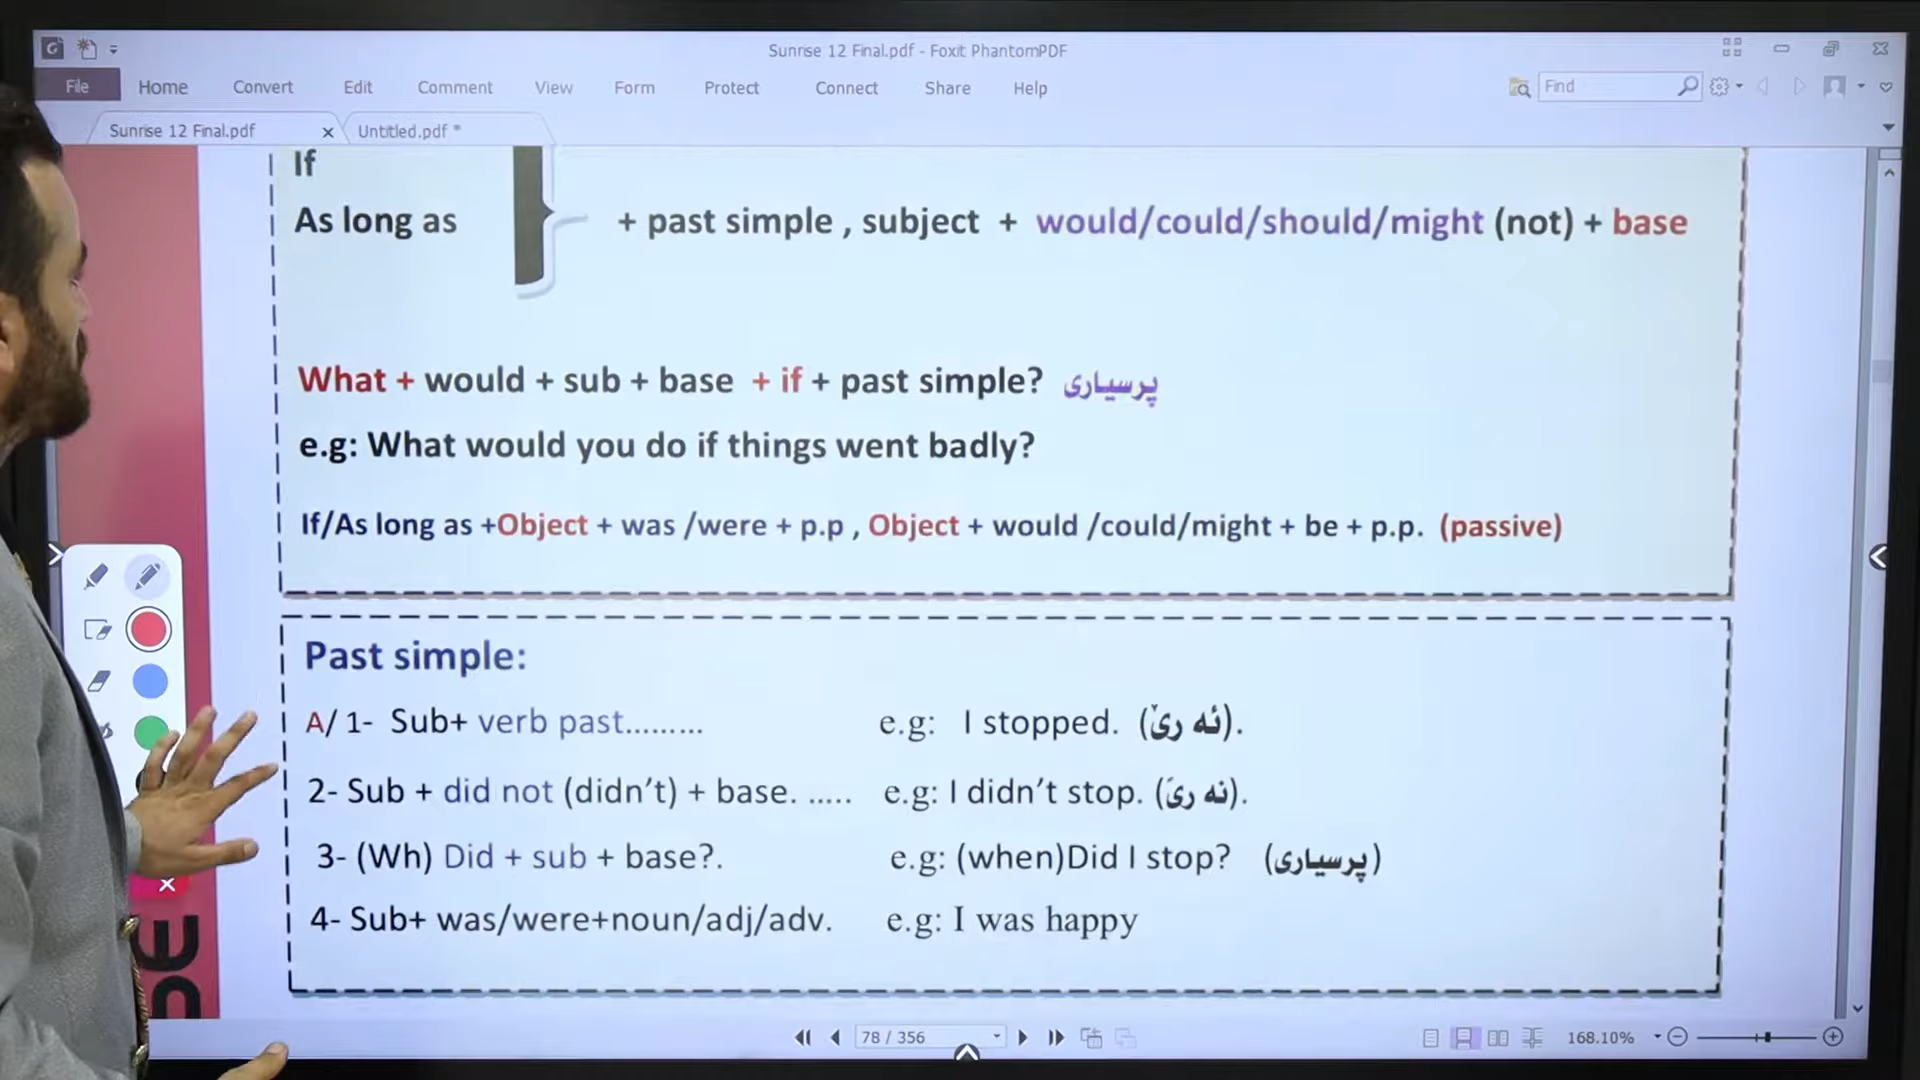 Sunrise 12 Final.pdf - Foxit PhantomPDF
File Home Convert Edit Comment View Form Protect Connect Share Help Find
Sunrise 12 Final.pdf x Untitled.pdf *
If
As long as + past simple , subject + would/could/should/might (not) + base
What + would + sub + base + if + past simple? پرسیاری
e.g: What would you do if things went badly?
If/As long as +Object + was /were + p.p , Object + would /could/might + be + p.p. (passive)
Past simple:
A/ 1- Sub+ verb past......... e.g: I stopped. (ئە رێ).
2- Sub + did not (didn't) + base. ..... e.g: I didn't stop. (نە رێ).
3- (Wh) Did + sub + base?. e.g: (when)Did I stop? (پرسیاری)
4- Sub+ was/were+noun/adj/adv. e.g: I was happy
78 / 356 168.10%